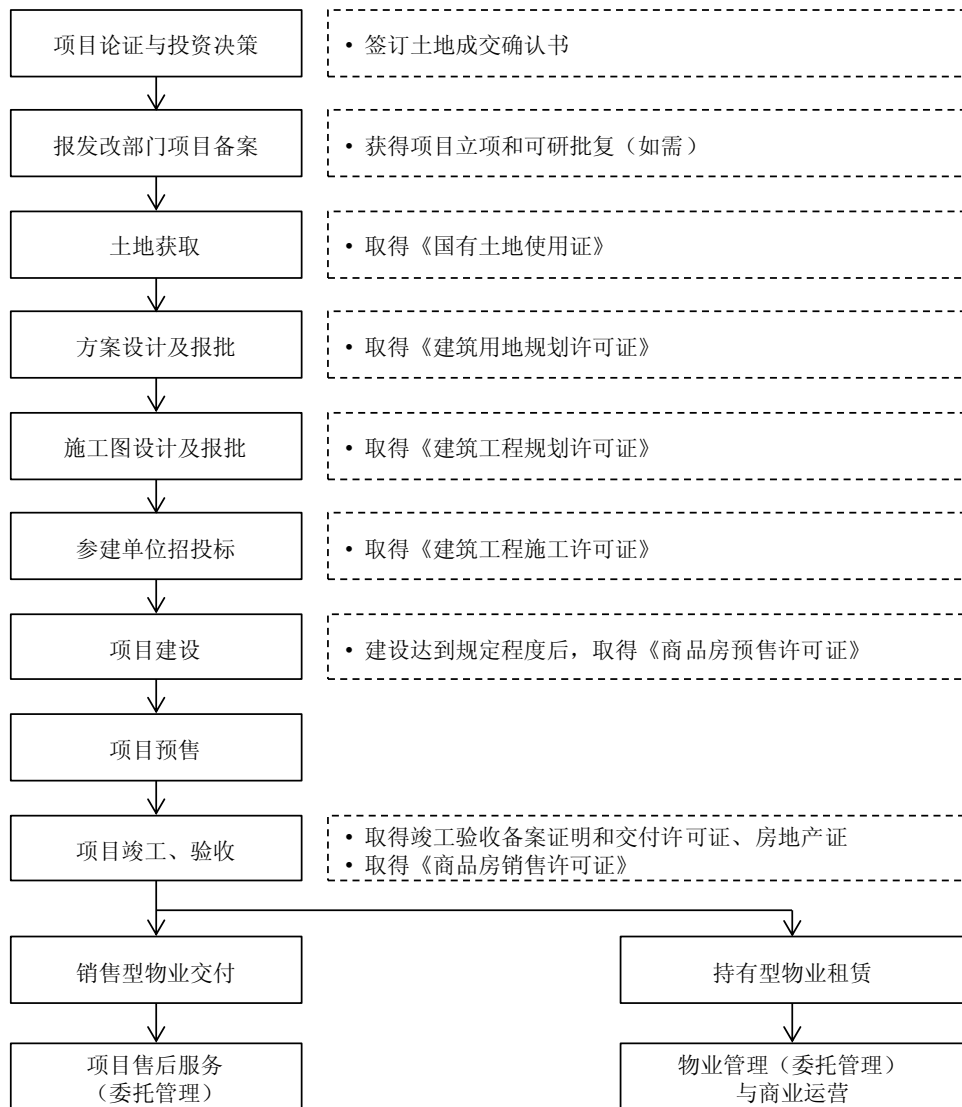 项目论证与投资决策
• 签订土地成交确认书
报发改部门项目备案
• 获得项目立项和可研批复（如需）
土地获取
• 取得《国有土地使用证》
方案设计及报批
• 取得《建筑用地规划许可证》
施工图设计及报批
• 取得《建筑工程规划许可证》
参建单位招投标
• 取得《建筑工程施工许可证》
项目建设
• 建设达到规定程度后，取得《商品房预售许可证》
项目预售
项目竣工、验收
• 取得竣工验收备案证明和交付许可证、房地产证
• 取得《商品房销售许可证》
销售型物业交付
持有型物业租赁
项目售后服务
（委托管理）
物业管理（委托管理）
与商业运营